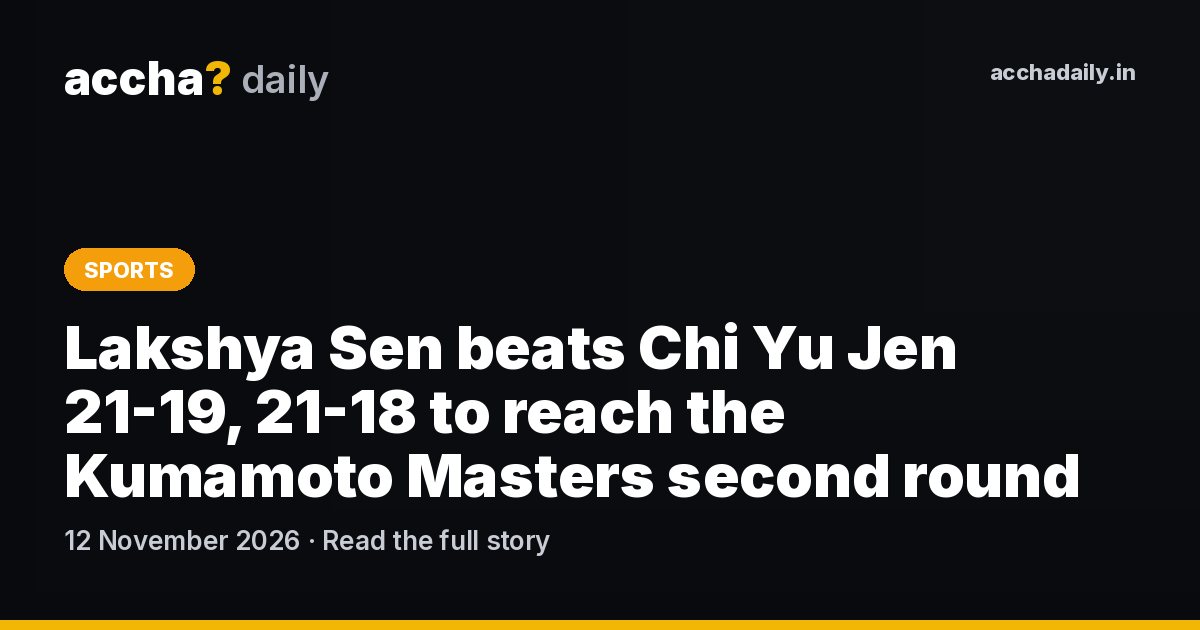 accha? daily
acchadaily.in
SPORTS
Lakshya Sen beats Chi Yu Jen
21-19, 21-18 to reach the
Kumamoto Masters second round
12 November 2026 · Read the full story